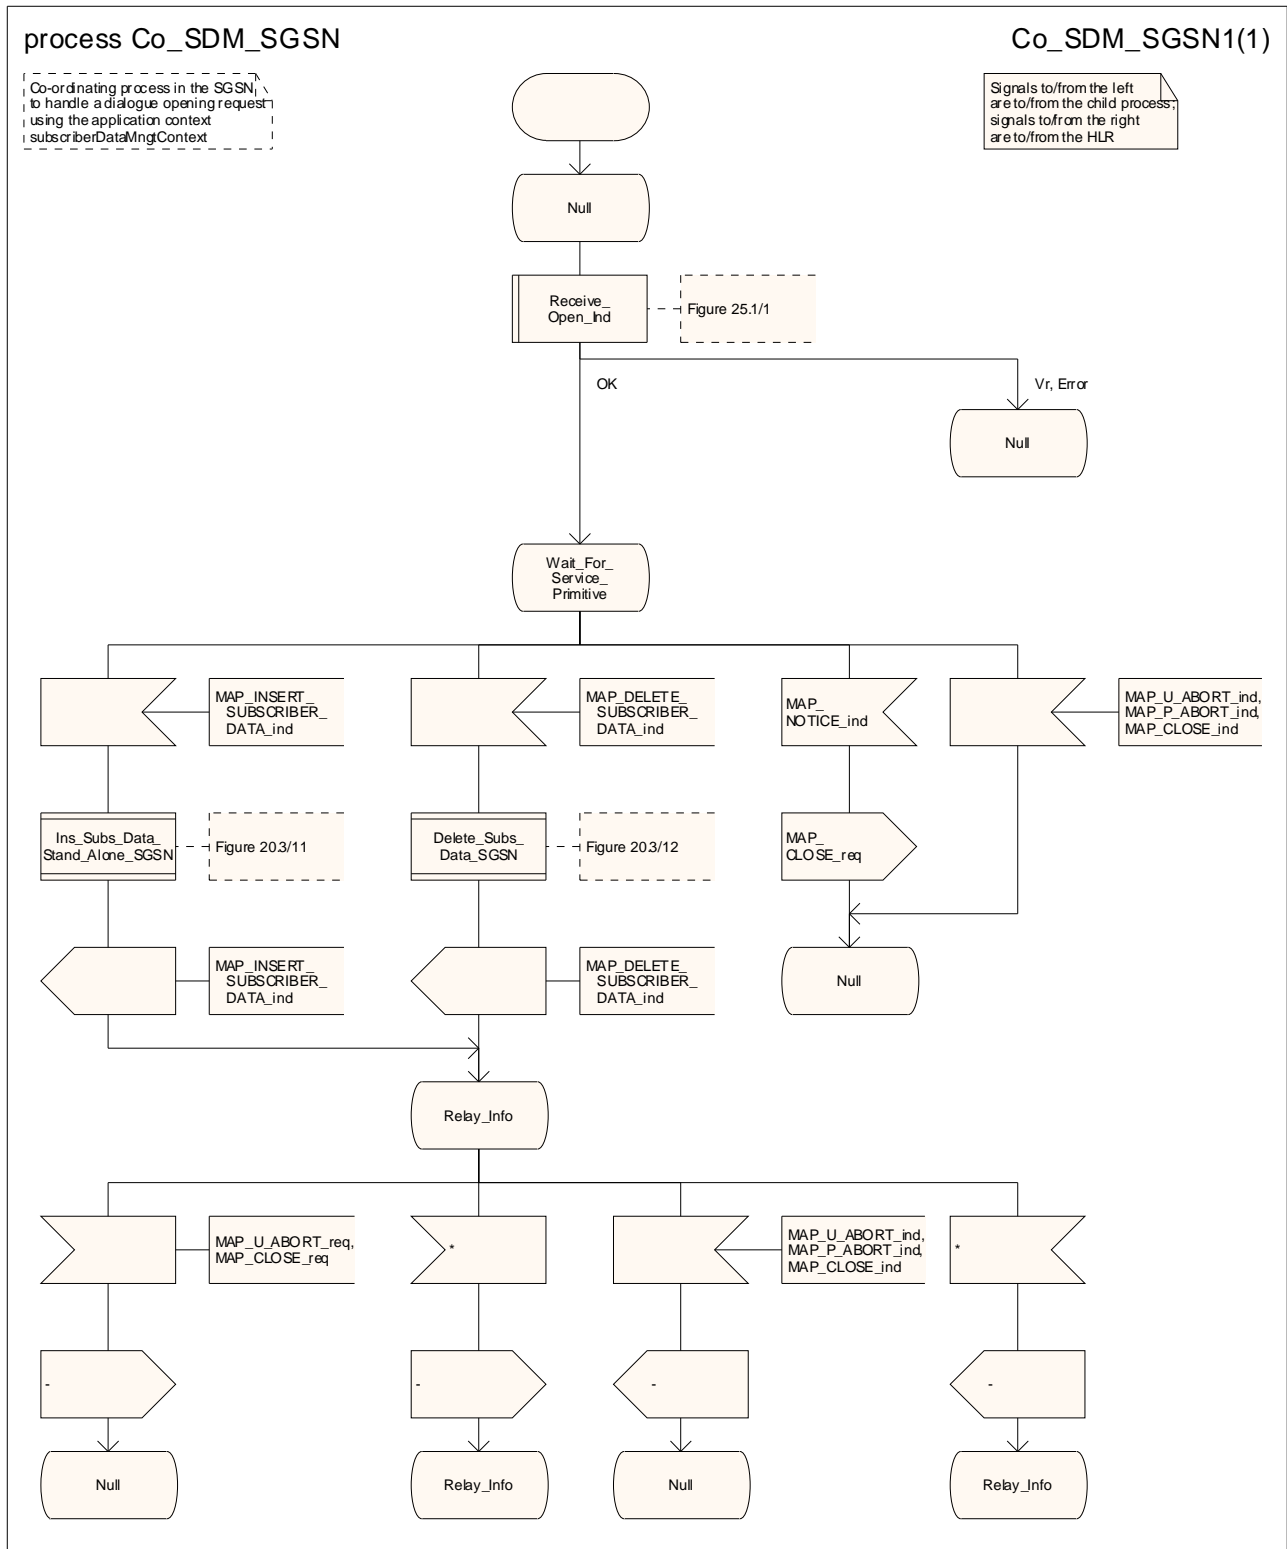 process Co_SDM_SGSN
Co_SDM_SGSN1(1)
Co-ordinating process in the SGSN
to handle a dialogue opening request
using the application context
subscriberDataMngtContext
Signals to/from the left
are to/from the child process;
signals to/from the right
are to/from the HLR
Null
Receive_
Open_Ind
Figure 25.1/1
OK
Vr, Error
Null
Wait_For_
Service_
Primitive
MAP_INSERT_
SUBSCRIBER_
DATA_ind
MAP_DELETE_
SUBSCRIBER_
DATA_ind
MAP_
NOTICE_ind
MAP_U_ABORT_ind,
MAP_P_ABORT_ind,
MAP_CLOSE_ind
Ins_Subs_Data_
Stand_Alone_SGSN
Figure 20.3/11
Delete_Subs_
Data_SGSN
Figure 20.3/12
MAP_
CLOSE_req
MAP_INSERT_
SUBSCRIBER_
DATA_ind
MAP_DELETE_
SUBSCRIBER_
DATA_ind
Null
Relay_Info
MAP_U_ABORT_req,
MAP_CLOSE_req
*
MAP_U_ABORT_ind,
MAP_P_ABORT_ind,
MAP_CLOSE_ind
*
-
-
-
-
Null
Relay_Info
Null
Relay_Info